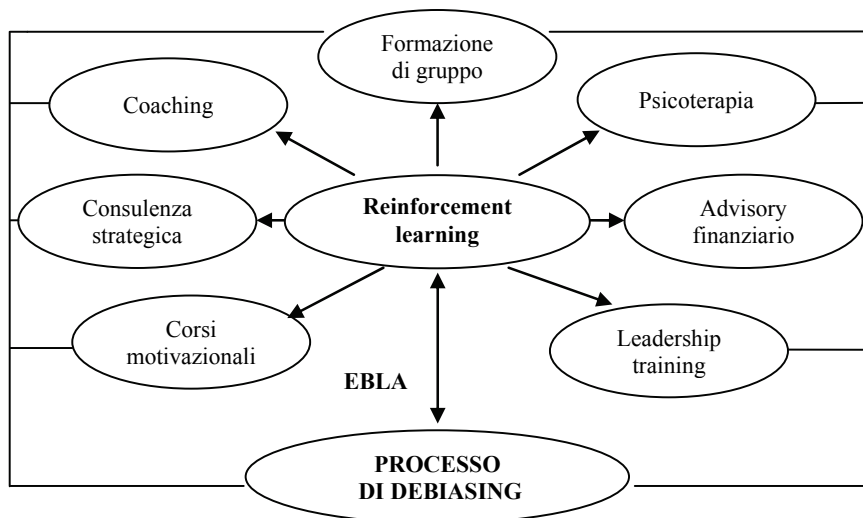 Formazione
di gruppo
Coaching
Psicoterapia
Consulenza
strategica
Reinforcement
learning
Advisory
finanziario
Corsi
motivazionali
Leadership
training
EBLA
PROCESSO
DI DEBIASING